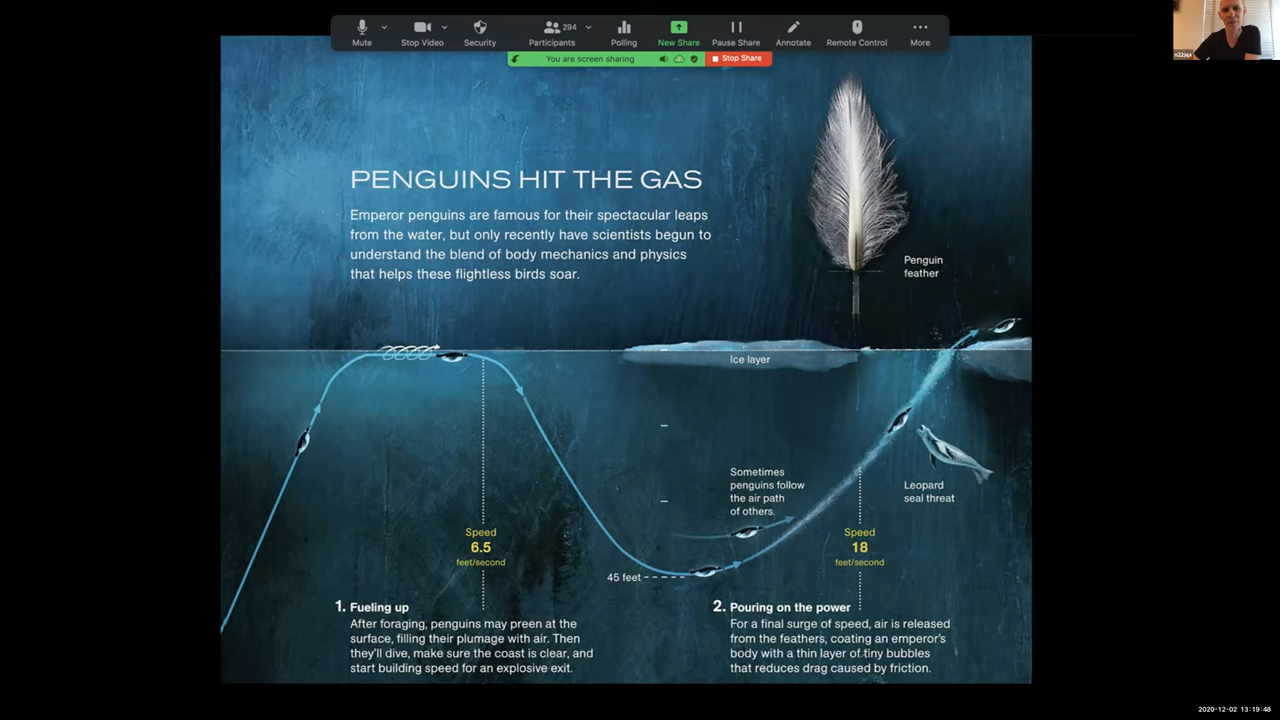 294
Mute
Stop Video
Security
Participants
Polling
New Share
Pause Share
Annotate
Remote Control
More
You are screen sharing
Stop Share
n22jqa
PENGUINS HIT THE GAS
Emperor penguins are famous for their spectacular leaps
from the water, but only recently have scientists begun to
understand the blend of body mechanics and physics
that helps these flightless birds soar.
Penguin
feather
Ice layer
Sometimes
penguins follow
the air path
of others.
Leopard
seal threat
Speed
6.5
feet/second
Speed
18
feet/second
45 feet
1. Fueling up
After foraging, penguins may preen at the
surface, filling their plumage with air. Then
they'll dive, make sure the coast is clear, and
start building speed for an explosive exit.
2. Pouring on the power
For a final surge of speed, air is released
from the feathers, coating an emperor's
body with a thin layer of tiny bubbles
that reduces drag caused by friction.
2020-12-02 13:19:48